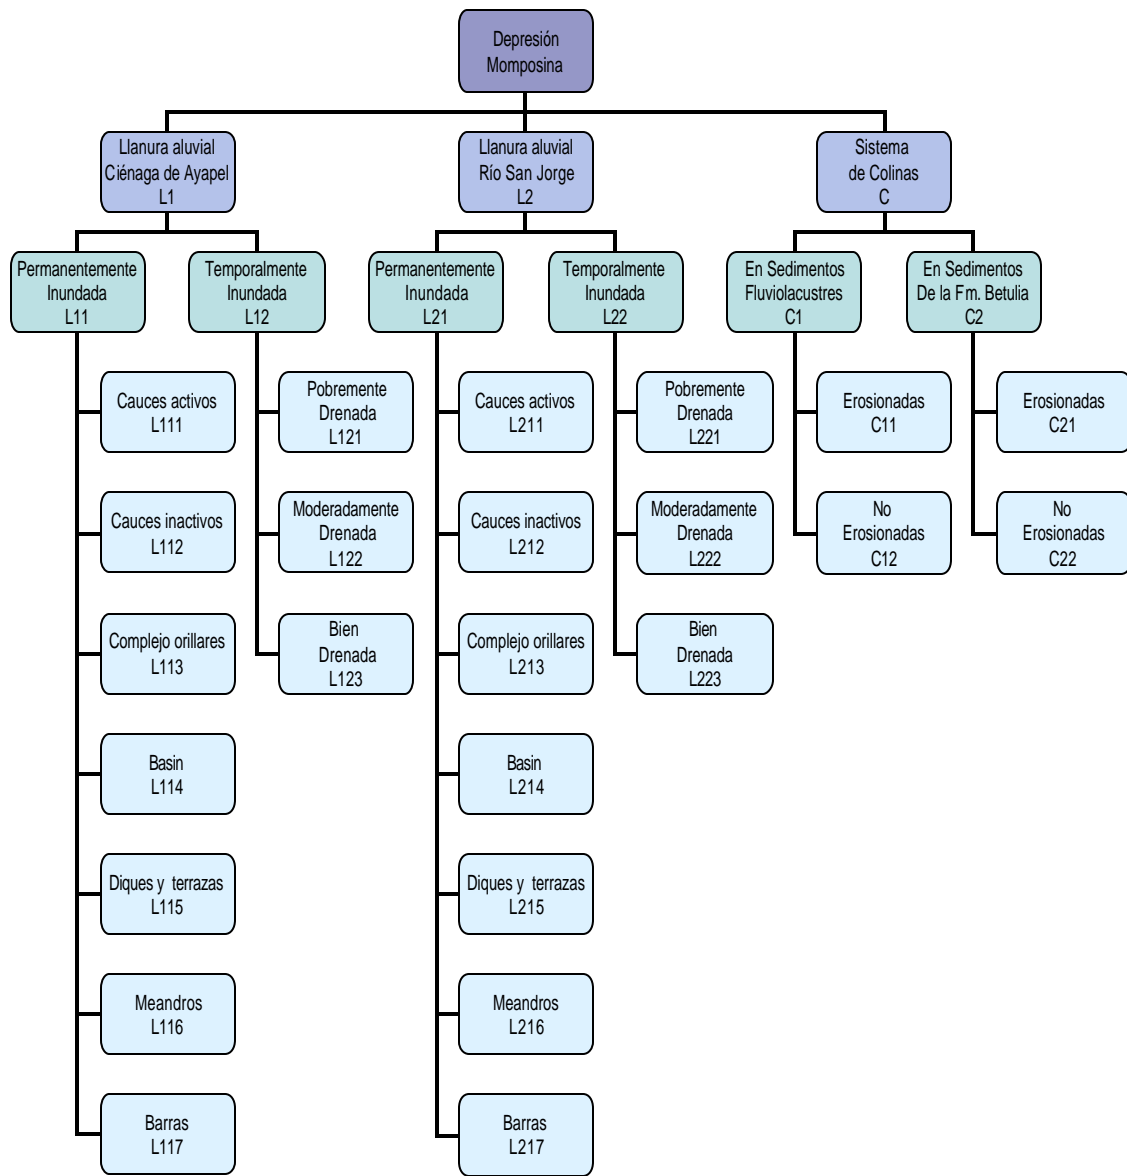 Depresión
Momposina
Llanura aluvial
Ciénaga de Ayapel
L1
Llanura aluvial
Río San Jorge
L2
Sistema
de Colinas
C
Permanentemente
Inundada
L11
Temporalmente
Inundada
L12
Permanentemente
Inundada
L21
Temporalmente
Inundada
L22
En Sedimentos
Fluviolacustres
C1
En Sedimentos
De la Fm. Betulia
C2
Cauces activos
L111
Pobremente
Drenada
L121
Cauces activos
L211
Pobremente
Drenada
L221
Erosionadas
C11
Erosionadas
C21
Cauces inactivos
L112
Moderadamente
Drenada
L122
Cauces inactivos
L212
Moderadamente
Drenada
L222
No
Erosionadas
C12
No
Erosionadas
C22
Complejo orillares
L113
Bien
Drenada
L123
Complejo orillares
L213
Bien
Drenada
L223
Basin
L114
Basin
L214
Diques y terrazas
L115
Diques y terrazas
L215
Meandros
L116
Meandros
L216
Barras
L117
Barras
L217